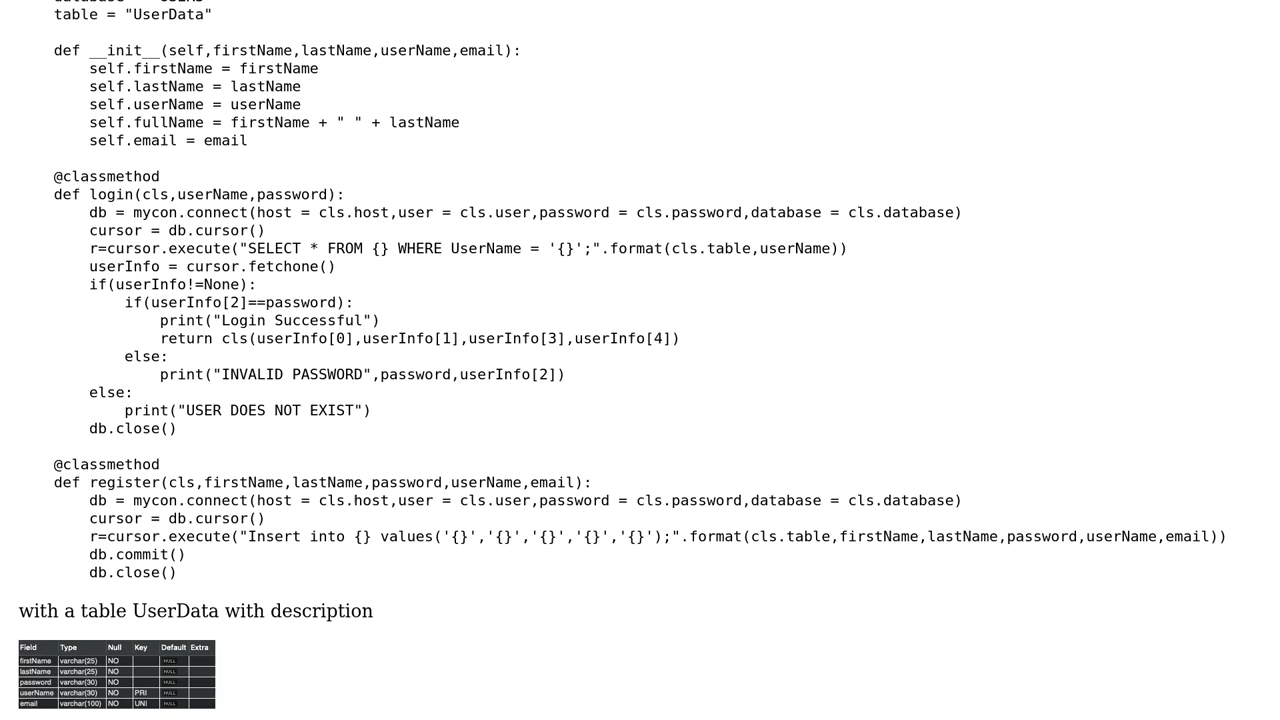 table = "UserData"
def __init__(self,firstName,lastName,userName,email):
self.firstName = firstName
self.lastName = lastName
self.userName = userName
self.fullName = firstName + " " + lastName
self.email = email
@classmethod
def login(cls,userName,password):
db = mycon.connect(host = cls.host,user = cls.user,password = cls.password,database = cls.database)
cursor = db.cursor()
r=cursor.execute("SELECT * FROM {} WHERE UserName = '{}';".format(cls.table,userName))
userInfo = cursor.fetchone()
if(userInfo!=None):
if(userInfo[2]==password):
print("Login Successful")
return cls(userInfo[0],userInfo[1],userInfo[3],userInfo[4])
else:
print("INVALID PASSWORD",password,userInfo[2])
else:
print("USER DOES NOT EXIST")
db.close()
@classmethod
def register(cls,firstName,lastName,password,userName,email):
db = mycon.connect(host = cls.host,user = cls.user,password = cls.password,database = cls.database)
cursor = db.cursor()
r=cursor.execute("Insert into {} values('{}','{}','{}','{}','{}');".format(cls.table,firstName,lastName,password,userName,email))
db.commit()
db.close()
with a table UserData with description
Field Type Null Key Default Extra
firstName varchar(25) NO NULL
lastName varchar(25) NO NULL
password varchar(30) NO NULL
userName varchar(30) NO PRI NULL
email varchar(100) NO UNI NULL